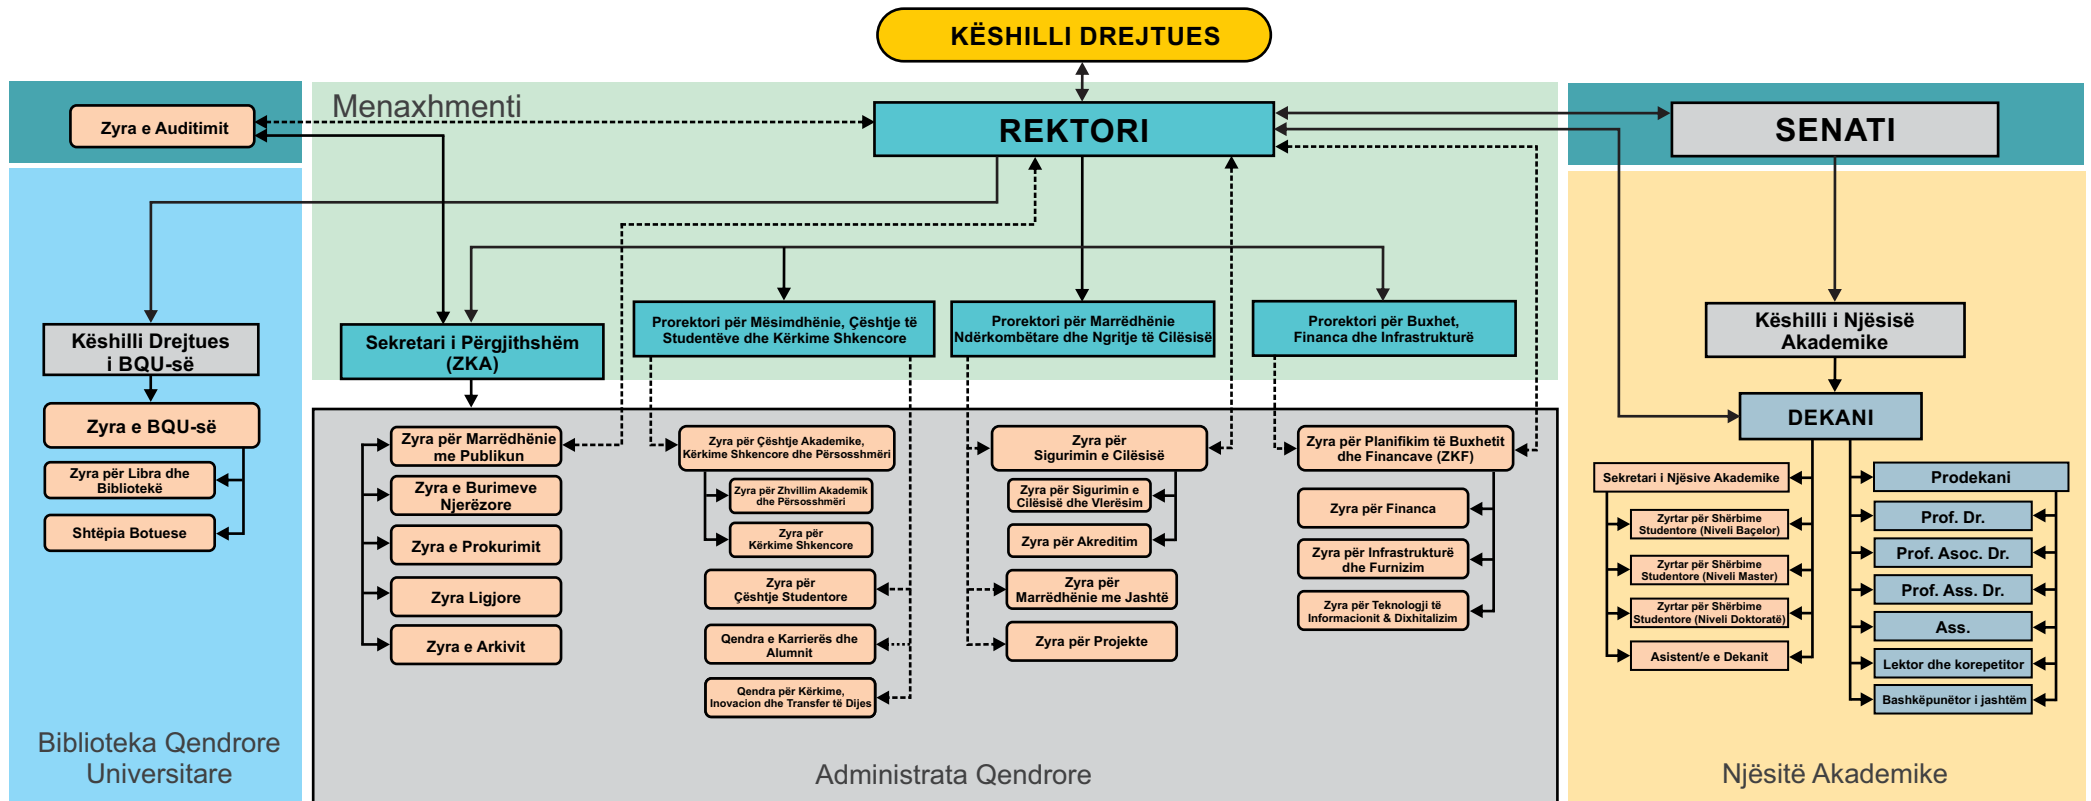 KËSHILLI DREJTUES
Menaxhmenti
Zyra e Auditimit
REKTORI
SENATI
Këshilli Drejtues
i BQU-së
Sekretari i Përgjithshëm
(ZKA)
Prorektori për Mësimdhënie, Çështje të
Studentëve dhe Kërkime Shkencore
Prorektori për Marrëdhënie
Ndërkombëtare dhe Ngritje të Cilësisë
Prorektori për Buxhet,
Financa dhe Infrastrukturë
Këshilli i Njësisë
Akademike
DEKANI
Zyra e BQU-së
Zyra për Libra dhe
Bibliotekë
Shtëpia Botuese
Biblioteka Qendrore
Universitare
Zyra për Marrëdhënie
me Publikun
Zyra e Burimeve
Njerëzore
Zyra e Prokurimit
Zyra Ligjore
Zyra e Arkivit
Zyra për Çështje Akademike,
Kërkime Shkencore dhe Përsosshmëri
Zyra për Zhvillim Akademik
dhe Përsosshmëri
Zyra për
Kërkime Shkencore
Zyra për
Çështje Studentore
Qendra e Karrierës dhe
Alumnit
Qendra për Kërkime,
Inovacion dhe Transfer të Dijes
Zyra për
Sigurimin e Cilësisë
Zyra për Sigurimin e
Cilësisë dhe Vlerësim
Zyra për Akreditim
Zyra për
Marrëdhënie me Jashtë
Zyra për Projekte
Zyra për Planifikim të Buxhetit
dhe Financave (ZKF)
Zyra për Financa
Zyra për Infrastrukturë
dhe Furnizim
Zyra për Teknologji të
Informacionit & Dixhitalizim
Administrata Qendrore
Sekretari i Njësive Akademike
Zyrtar për Shërbime
Studentore (Niveli Baçelor)
Zyrtar për Shërbime
Studentore (Niveli Master)
Zyrtar për Shërbime
Studentore (Niveli Doktoratë)
Asistent/e e Dekanit
Prodekani
Prof. Dr.
Prof. Asoc. Dr.
Prof. Ass. Dr.
Ass.
Lektor dhe korepetitor
Bashkëpunëtor i jashtëm
Njësitë Akademike